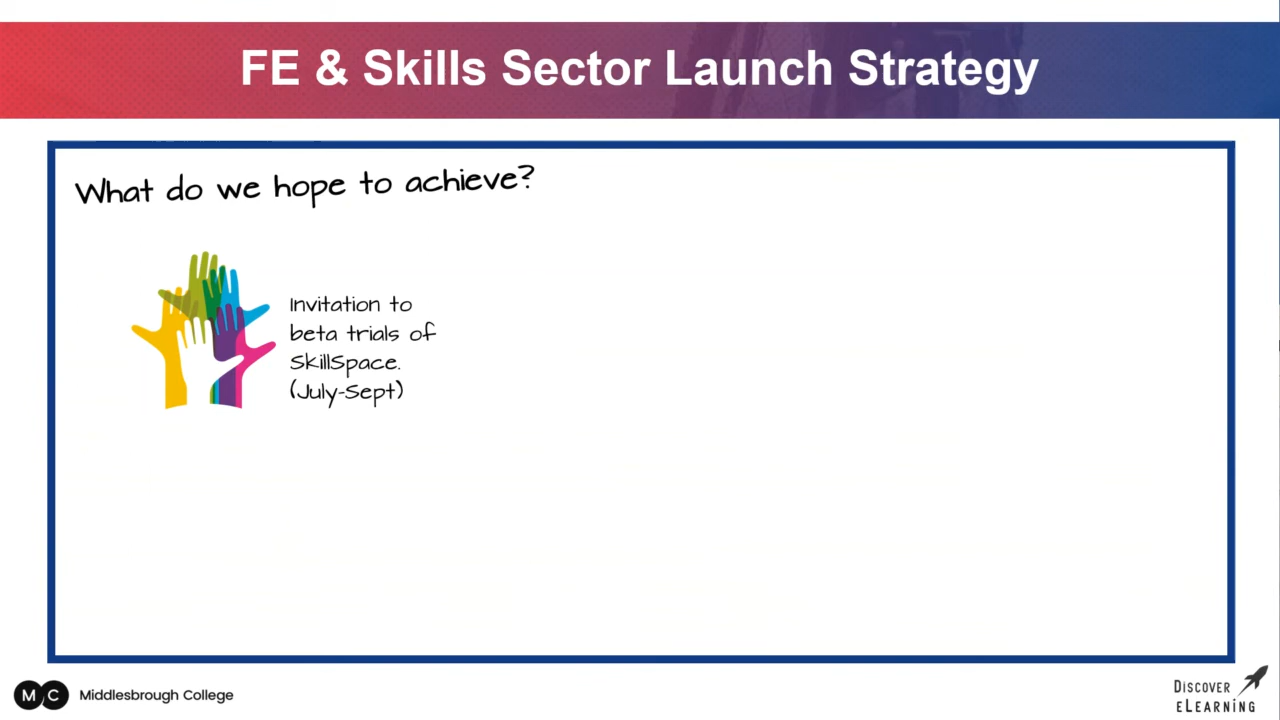 FE & Skills Sector Launch Strategy
What do we hope to achieve?
Invitation to
beta trials of
SkillSpace.
(July-Sept)
MC Middlesbrough College
DISCOVER
ELEARNING